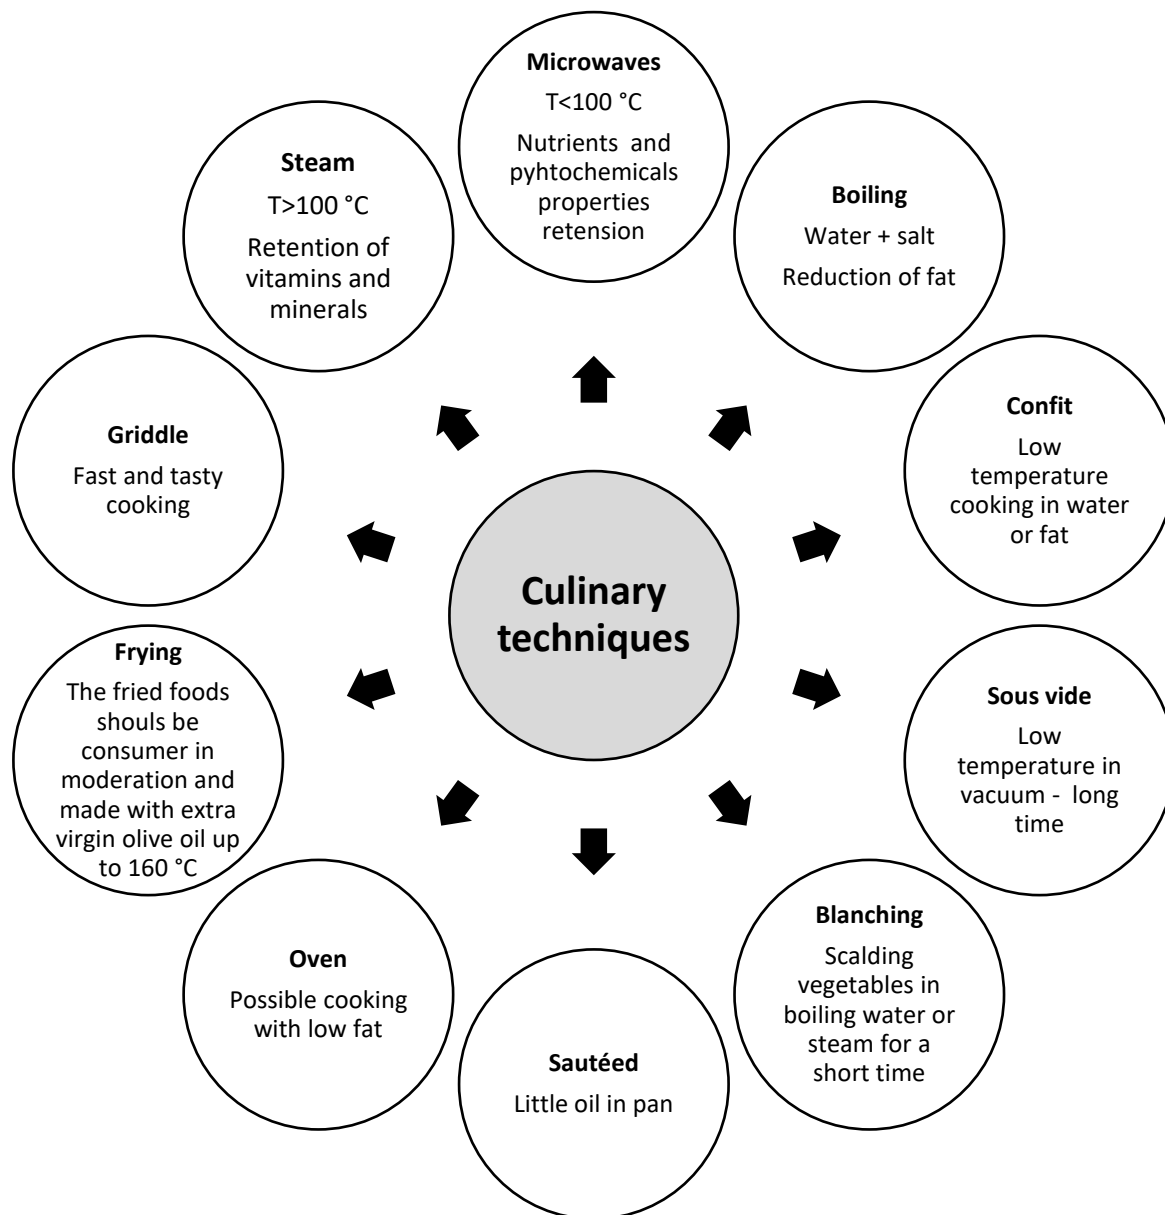 Microwaves
T<100 °C
Nutrients and
pyhtochemicals
properties
retension
Boiling
Water + salt
Reduction of fat
Confit
Low
temperature
cooking in water
or fat
Sous vide
Low
temperature in
vacuum - long
time
Blanching
Scalding
vegetables in
boiling water or
steam for a
short time
Sautéed
Little oil in pan
Oven
Possible cooking
with low fat
Frying
The fried foods
shouls be
consumer in
moderation and
made with extra
virgin olive oil up
to 160 °C
Griddle
Fast and tasty
cooking
Steam
T>100 °C
Retention of
vitamins and
minerals
Culinary
techniques